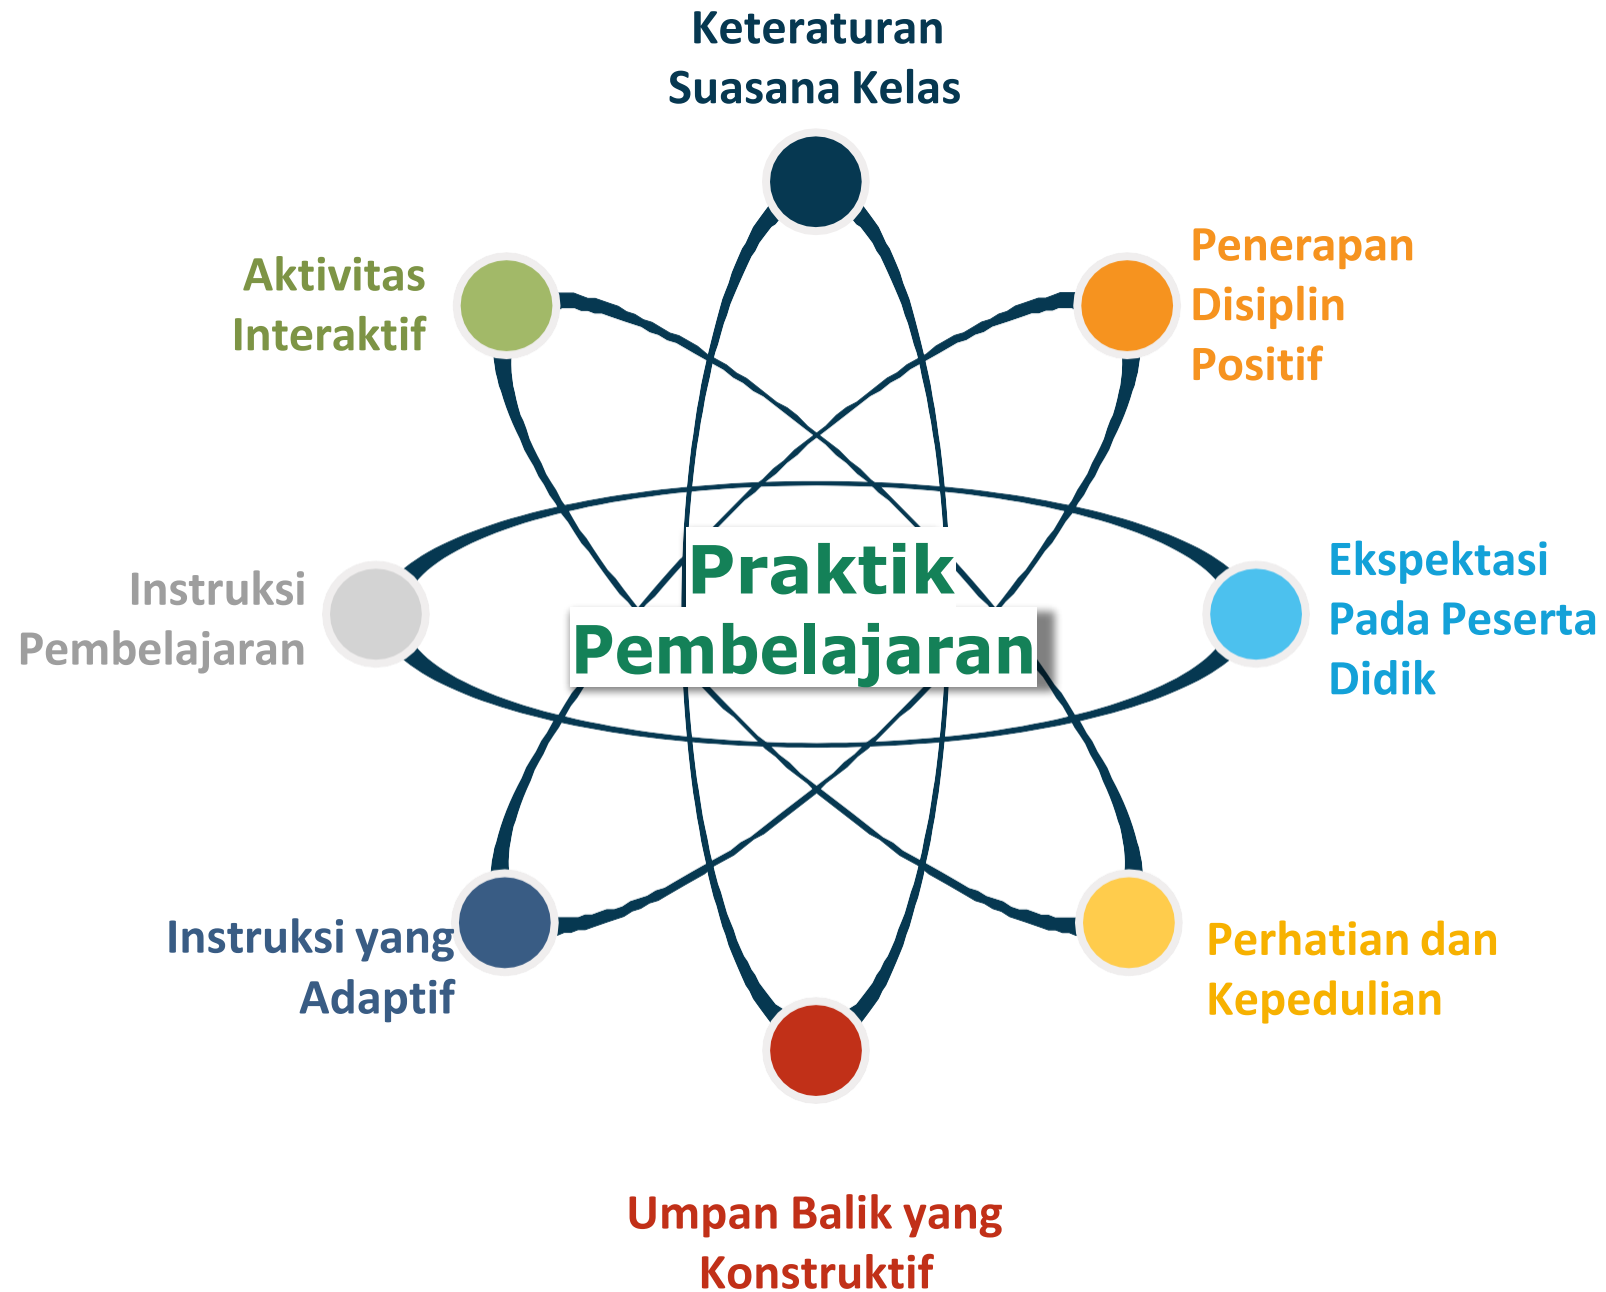 Keteraturan
Suasana Kelas
Penerapan
Disiplin
Positif
Aktivitas
Interaktif
Ekspektasi
Pada Peserta
Didik
Praktik
Pembelajaran
Instruksi
Pembelajaran
Perhatian dan
Kepedulian
Instruksi yang
Adaptif
Umpan Balik yang
Konstruktif